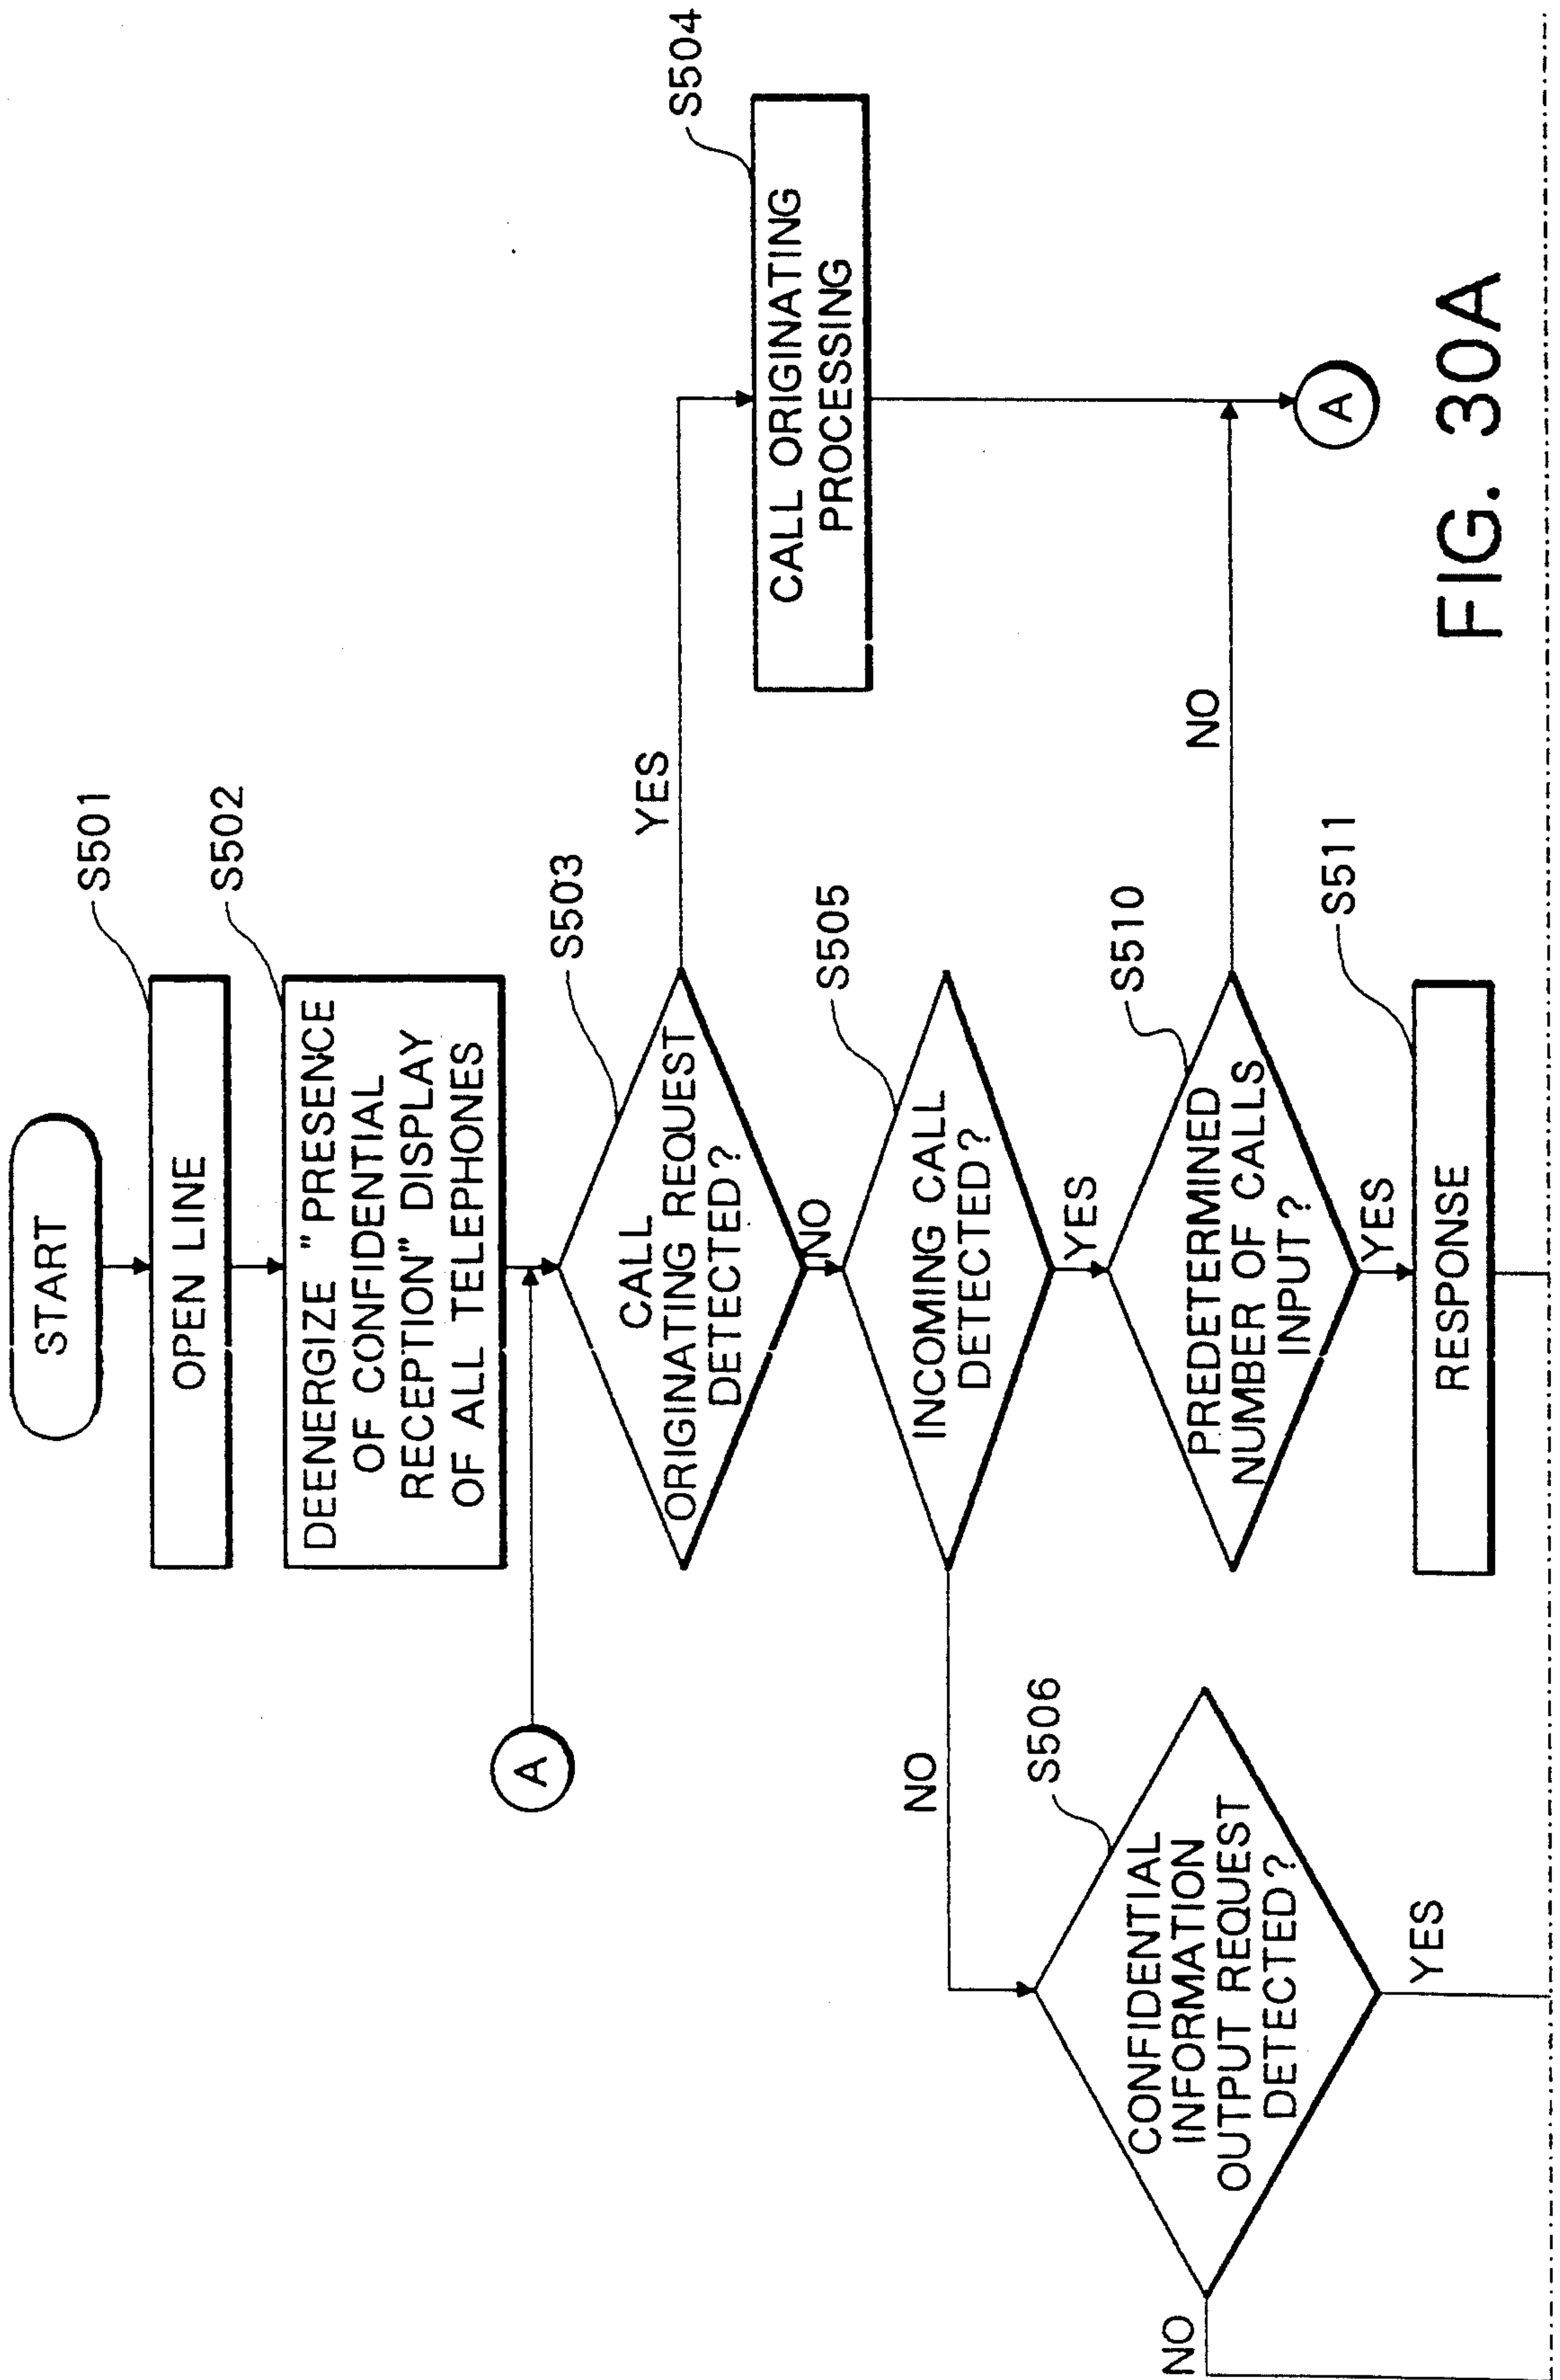 START
S501
OPEN LINE
S502
DEENERGIZE "PRESENCE
OF CONFIDENTIAL
RECEPTION" DISPLAY
OF ALL TELEPHONES
A
S503
CALL
ORIGINATING REQUEST
DETECTED?
YES
NO
S504
CALL ORIGINATING
PROCESSING
S505
INCOMING CALL
DETECTED?
NO
YES
S506
CONFIDENTIAL
INFORMATION
OUTPUT REQUEST
DETECTED?
NO
YES
S510
PREDETERMINED
NUMBER OF CALLS
INPUT?
NO
YES
A
S511
RESPONSE
FIG. 30A